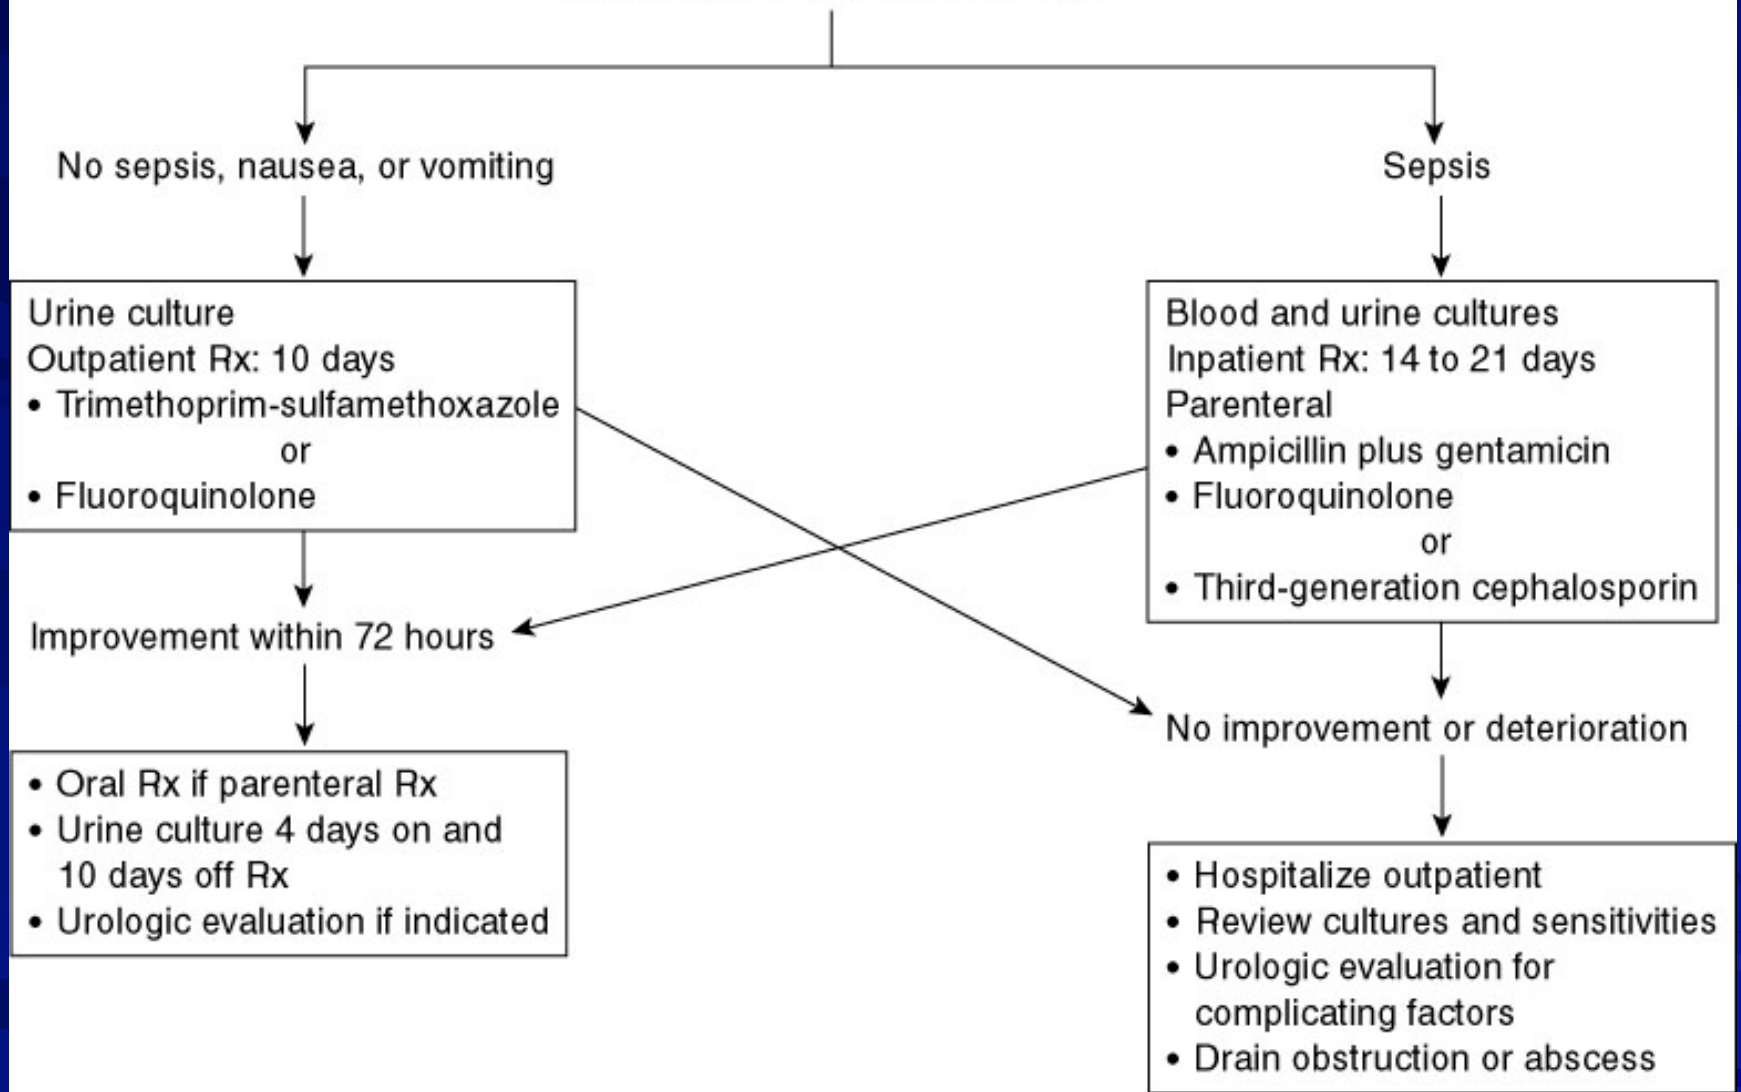 No sepsis, nausea, or vomiting
Sepsis
Urine culture
Outpatient Rx: 10 days
• Trimethoprim-sulfamethoxazole
or
• Fluoroquinolone
Blood and urine cultures
Inpatient Rx: 14 to 21 days
Parenteral
• Ampicillin plus gentamicin
• Fluoroquinolone
or
• Third-generation cephalosporin
Improvement within 72 hours
No improvement or deterioration
• Oral Rx if parenteral Rx
• Urine culture 4 days on and
10 days off Rx
• Urologic evaluation if indicated
• Hospitalize outpatient
• Review cultures and sensitivities
• Urologic evaluation for
complicating factors
• Drain obstruction or abscess